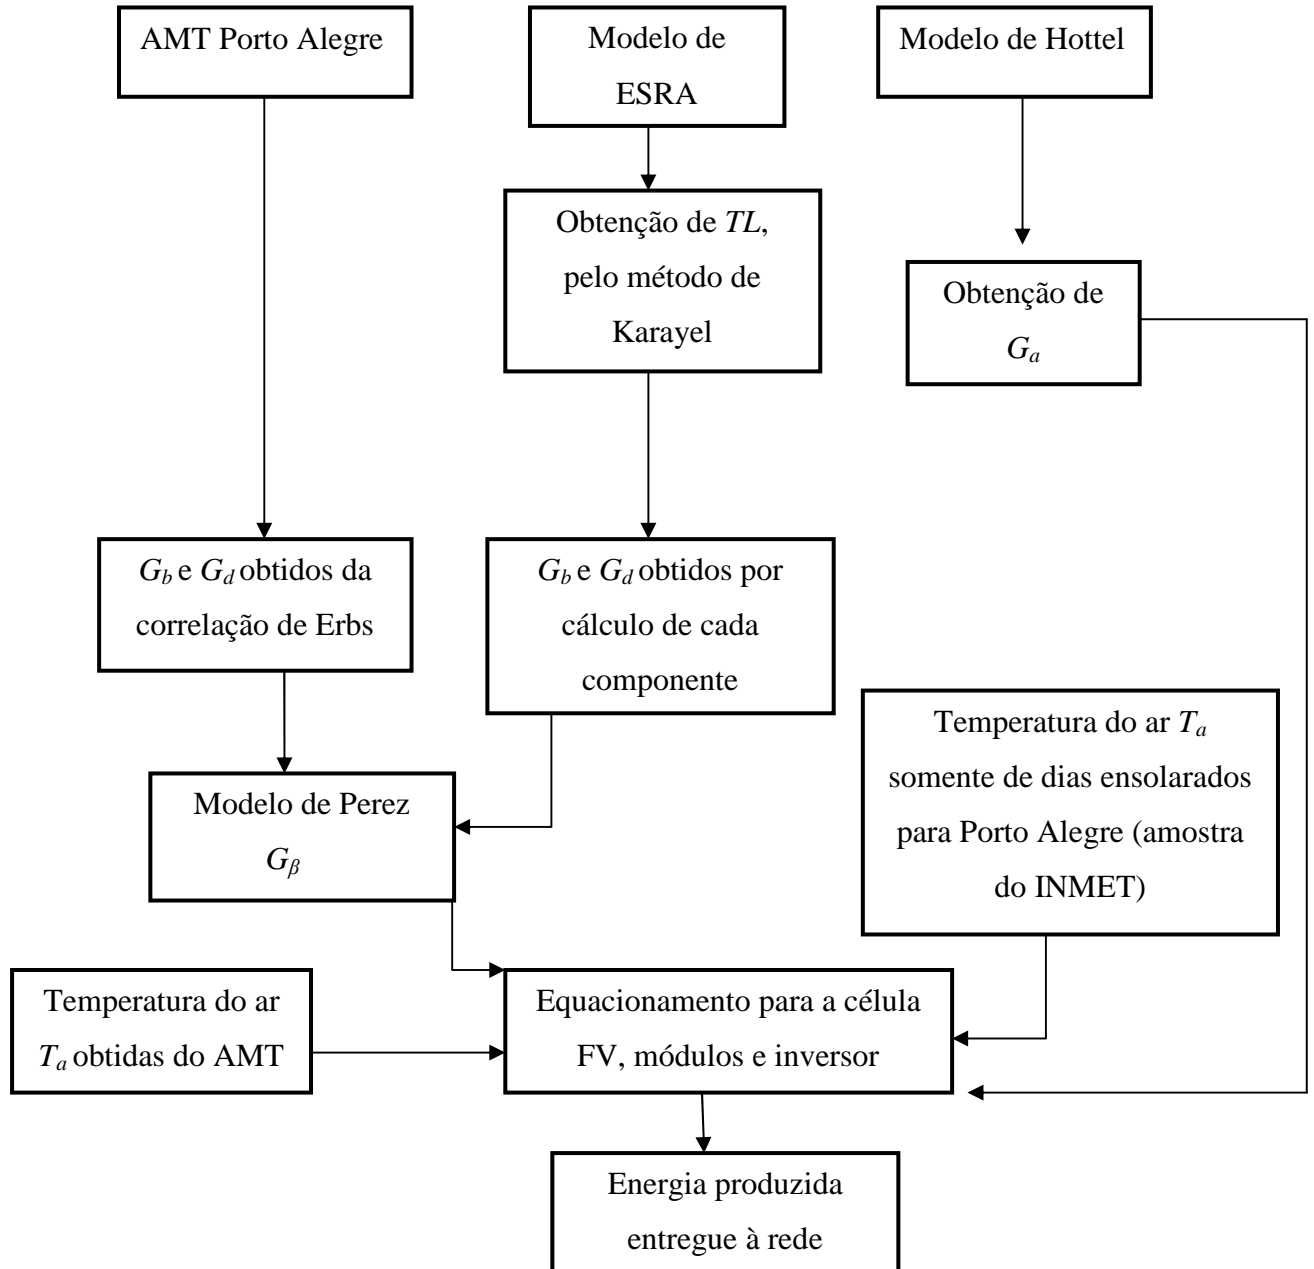 AMT Porto Alegre
Modelo de
ESRA
Modelo de Hottel
Obtenção de TL,
pelo método de
Karayel
Obtenção de
Ga
Gb e Gd obtidos da
correlação de Erbs
Gb e Gd obtidos por
cálculo de cada
componente
Temperatura do ar Ta
somente de dias ensolarados
para Porto Alegre (amostra
do INMET)
Modelo de Perez
Gβ
Temperatura do ar
Ta obtidas do AMT
Equacionamento para a célula
FV, módulos e inversor
Energia produzida
entregue à rede